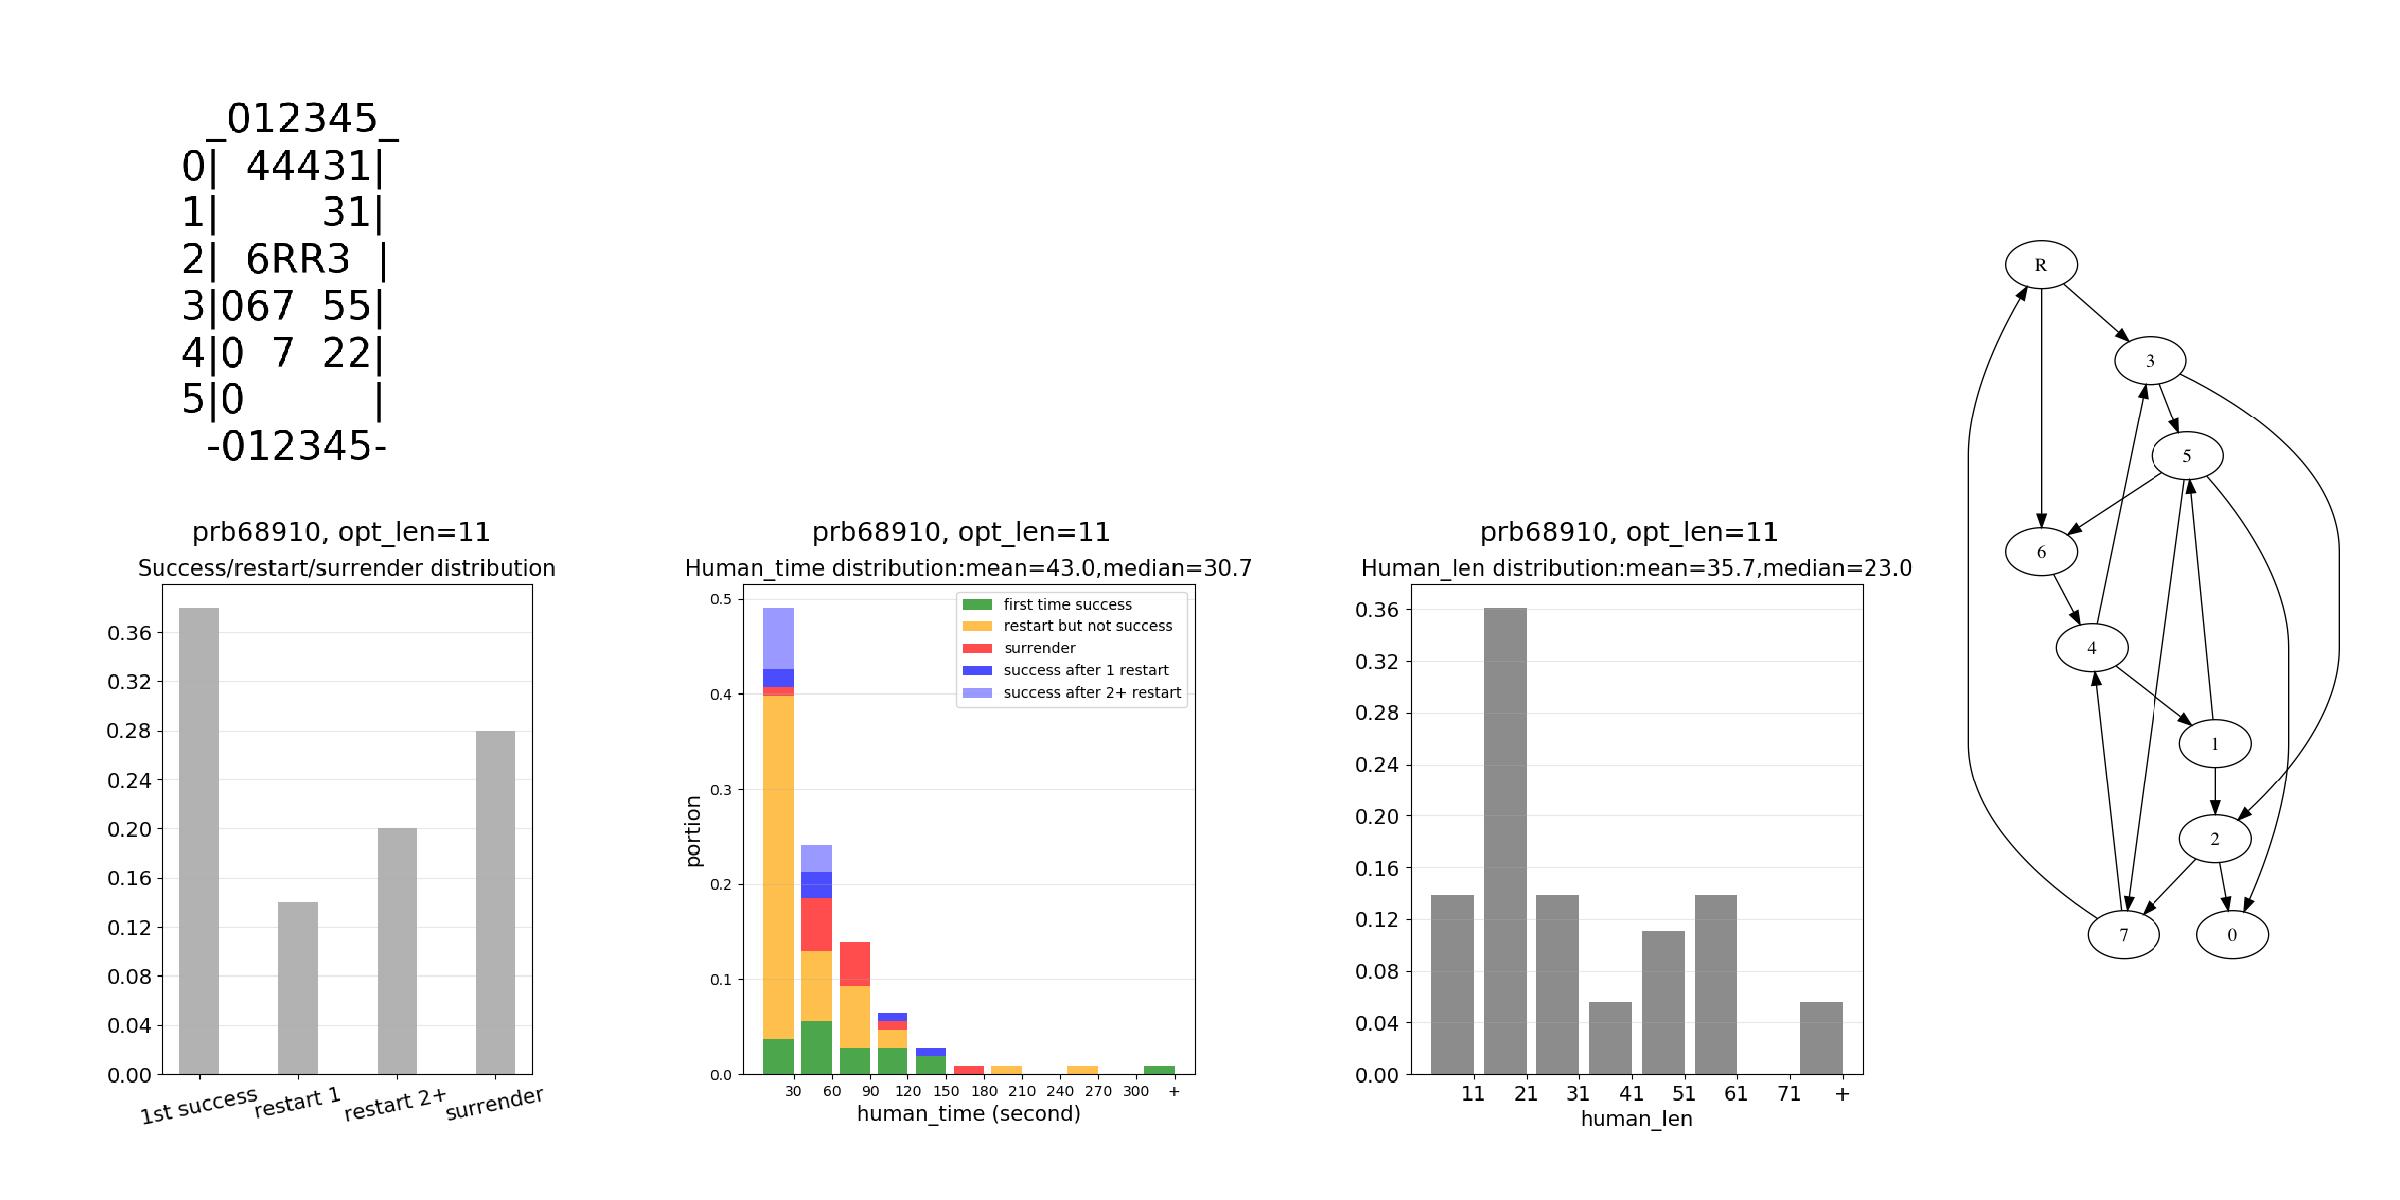 _012345_
0| 44431|
1|    31|
2| 6RR3 |
3|067 55|
4|0 7 22|
5|0     |
-012345-
prb68910, opt_len=11
Success/restart/surrender distribution
0.36
0.32
0.28
0.24
0.20
0.16
0.12
0.08
0.04
0.00
1st success
restart 1
restart 2+
surrender
prb68910, opt_len=11
Human_time distribution:mean=43.0,median=30.7
first time success
restart but not success
surrender
success after 1 restart
success after 2+ restart
0.5
0.4
0.3
0.2
0.1
0.0
portion
30 60 90 120 150 180 210 240 270 300 +
human_time (second)
prb68910, opt_len=11
Human_len distribution:mean=35.7,median=23.0
0.36
0.32
0.28
0.24
0.20
0.16
0.12
0.08
0.04
0.00
11 21 31 41 51 61 71 +
human_len
R
3
5
6
4
1
2
7
0